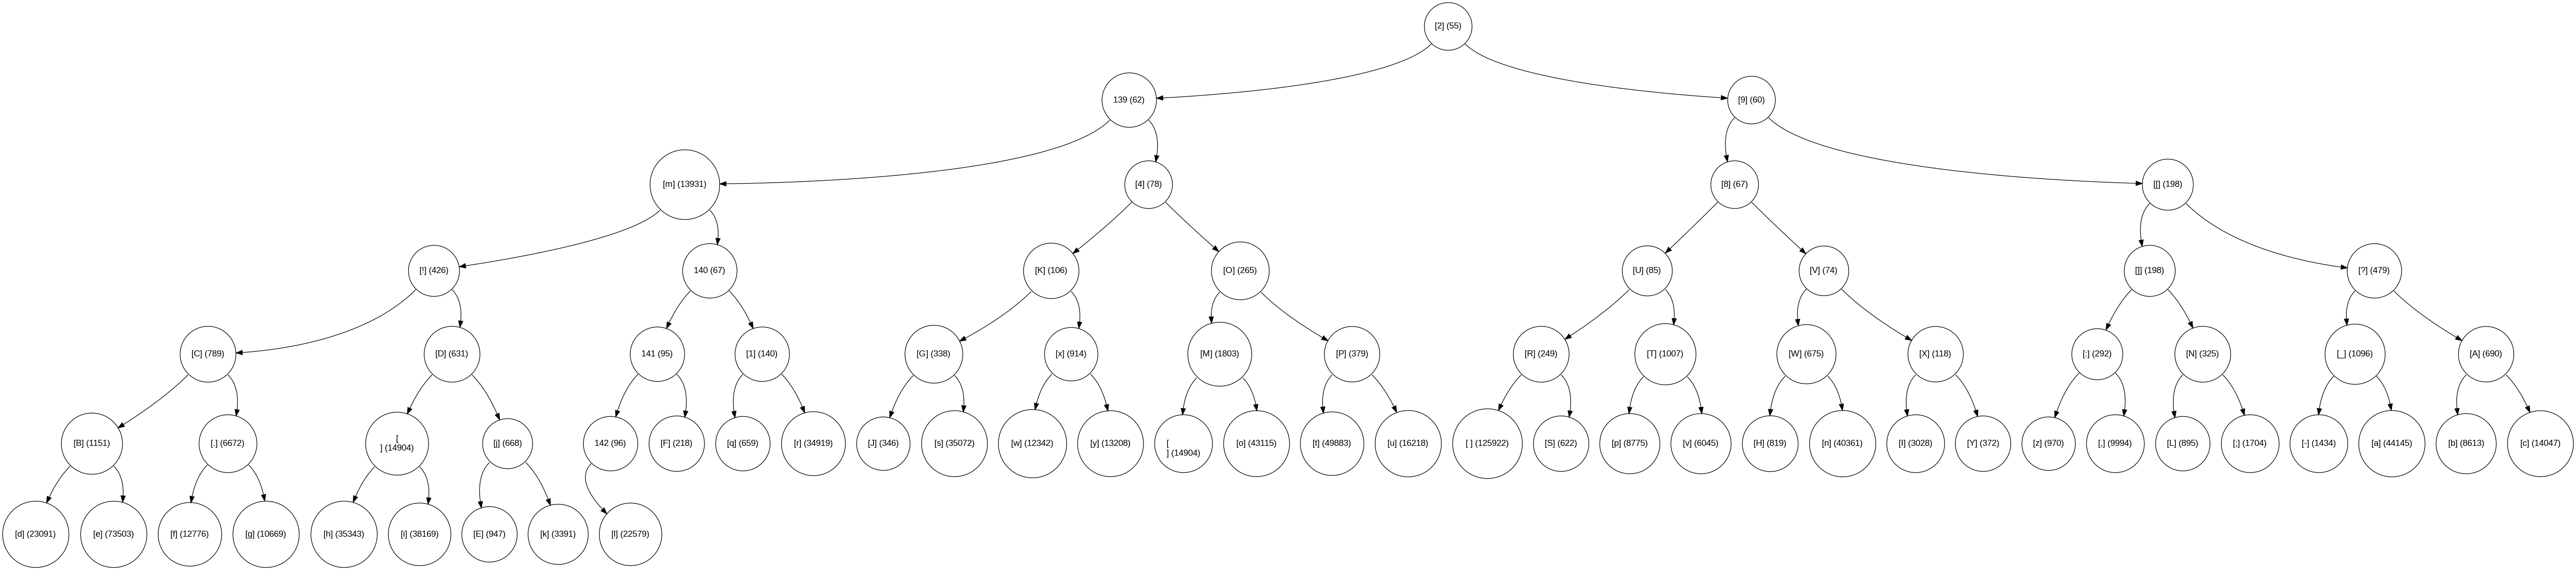 [2] (55)
139 (62)
[9] (60)
[m] (13931)
[4] (78)
[8] (67)
[[] (198)
[!] (426)
140 (67)
[K] (106)
[O] (265)
[U] (85)
[V] (74)
[]] (198)
[?] (479)
[C] (789)
[D] (631)
141 (95)
[1] (140)
[G] (338)
[x] (914)
[M] (1803)
[P] (379)
[R] (249)
[T] (1007)
[W] (675)
[X] (118)
[:] (292)
[N] (325)
[_] (1096)
[A] (690)
[B] (1151)
[.] (6672)
[
] (14904)
[j] (668)
142 (96)
[F] (218)
[q] (659)
[r] (34919)
[J] (346)
[s] (35072)
[w] (12342)
[y] (13208)
[
] (14904)
[o] (43115)
[t] (49883)
[u] (16218)
[ ] (125922)
[S] (622)
[p] (8775)
[v] (6045)
[H] (819)
[n] (40361)
[I] (3028)
[Y] (372)
[z] (970)
[,] (9994)
[L] (895)
[;] (1704)
[-] (1434)
[a] (44145)
[b] (8613)
[c] (14047)
[d] (23091)
[e] (73503)
[f] (12776)
[g] (10669)
[h] (35343)
[i] (38169)
[E] (947)
[k] (3391)
[l] (22579)